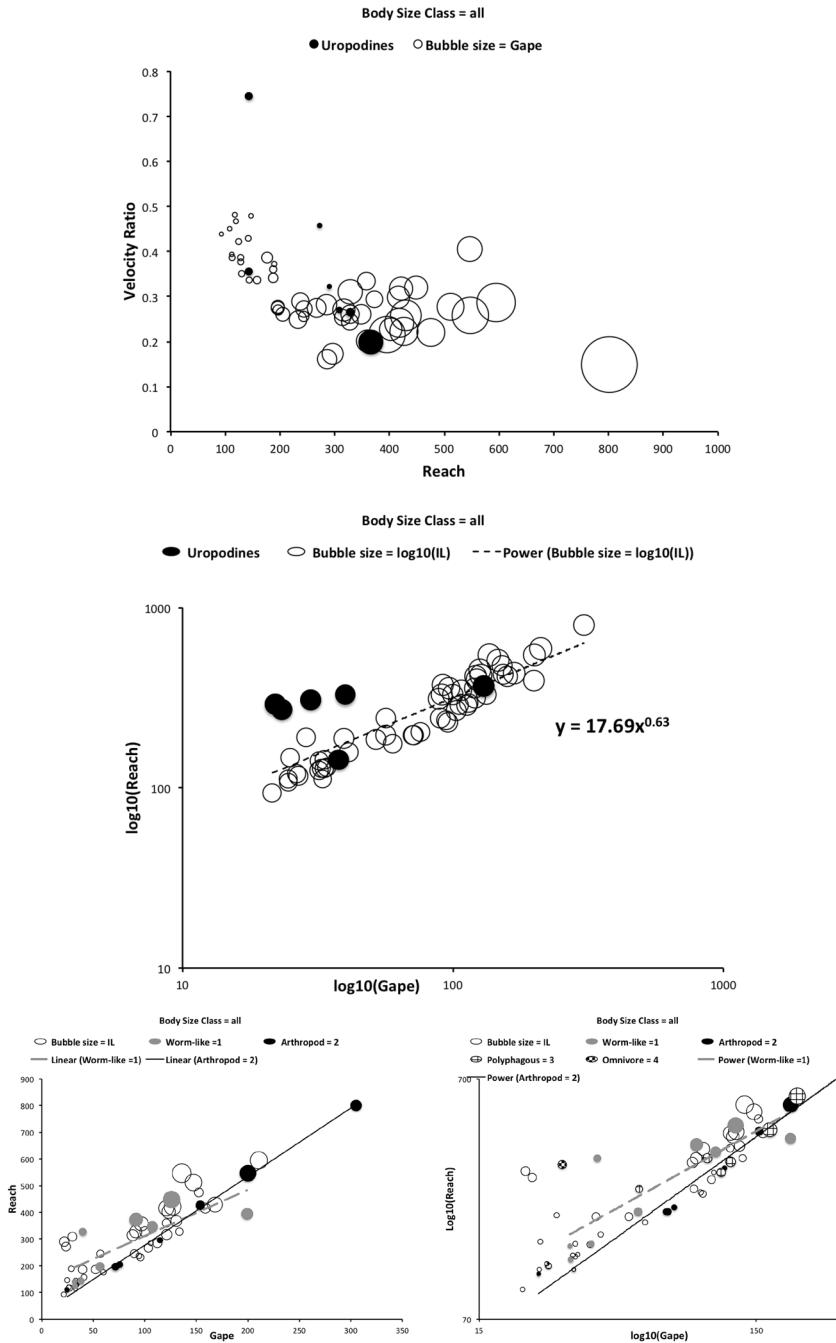 Body Size Class = all
Uropodines Bubble size = Gape
0.8
0.7
0.6
0.5
0.4
0.3
0.2
0.1
0
Velocity Ratio
0 100 200 300 400 500 600 700 800 900 1000
Reach
Body Size Class = all
Uropodines Bubble size = log10(IL) Power (Bubble size = log10(IL))
1000
100
10
log10(Reach)
y = 17.69x^0.63
10 100 1000
log10(Gape)
Body Size Class = all
Bubble size = IL Worm-like =1 Arthropod = 2
Linear (Worm-like =1) Linear (Arthropod = 2)
900
800
700
600
500
400
300
200
100
0
Reach
0 50 100 150 200 250 300 350
Gape
Body Size Class = all
Bubble size = IL Worm-like =1 Arthropod = 2
Polyphagous = 3 Omnivore = 4 Power (Worm-like =1)
Power (Arthropod = 2)
700
70
Log10(Reach)
15 150
log10(Gape)